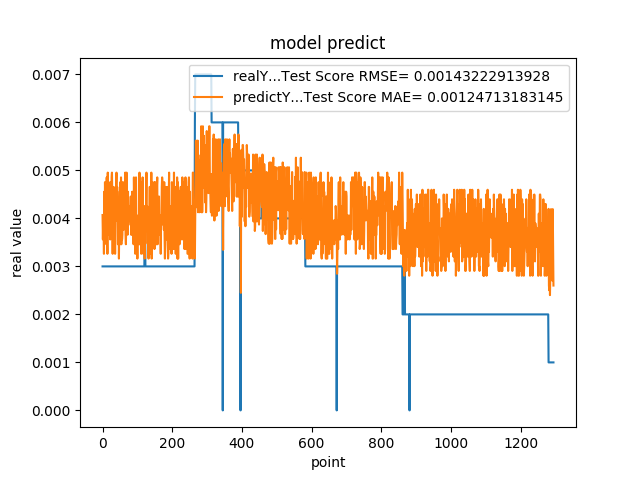 model predict
realY...Test Score RMSE= 0.00143222913928
predictY...Test Score MAE= 0.00124713183145
0.007
0.006
0.005
0.004
0.003
0.002
0.001
0.000
real value
0 200 400 600 800 1000 1200
point